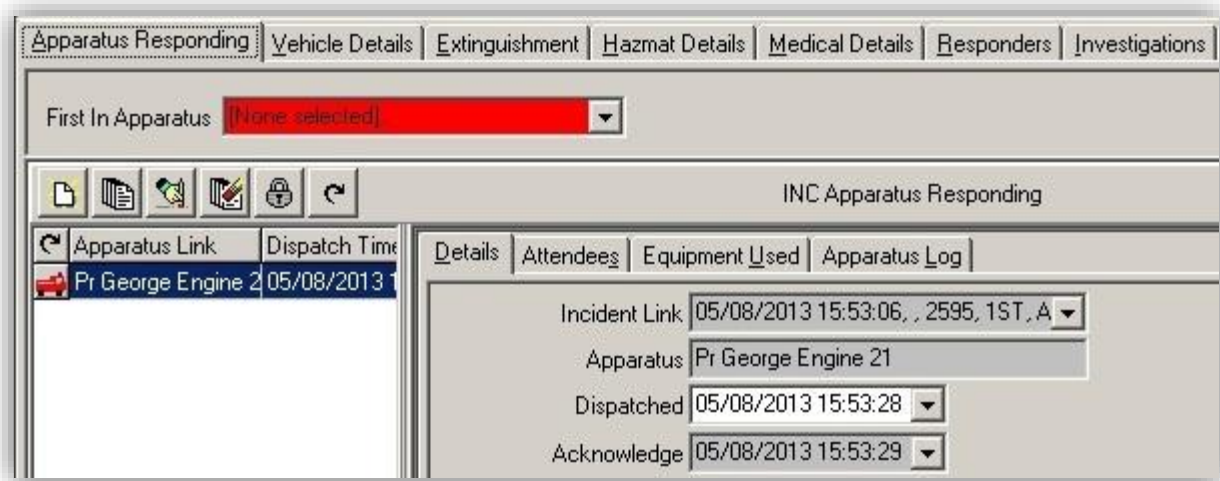 Apparatus Responding Vehicle Details Extinguishment Hazmat Details Medical Details Responders Investigations
First In Apparatus [None selected]
INC Apparatus Responding
Apparatus Link Dispatch Time
Pr George Engine 2 05/08/2013 1
Details Attendees Equipment Used Apparatus Log
Incident Link 05/08/2013 15:53:06, , 2595, 1ST, A
Apparatus Pr George Engine 21
Dispatched 05/08/2013 15:53:28
Acknowledge 05/08/2013 15:53:29